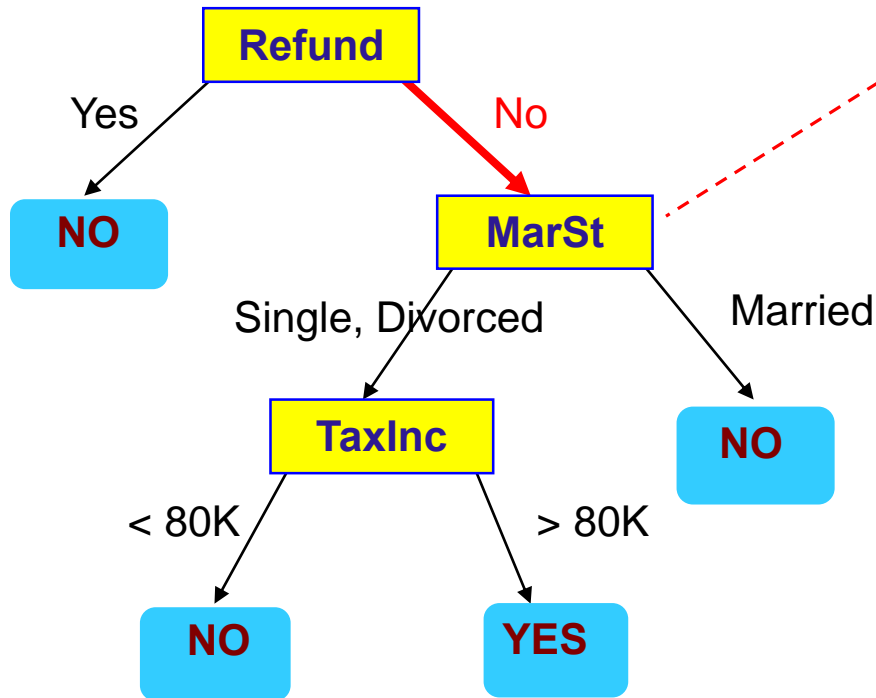 Refund
Yes
No
NO
MarSt
Single, Divorced
Married
TaxInc
NO
< 80K
> 80K
NO
YES